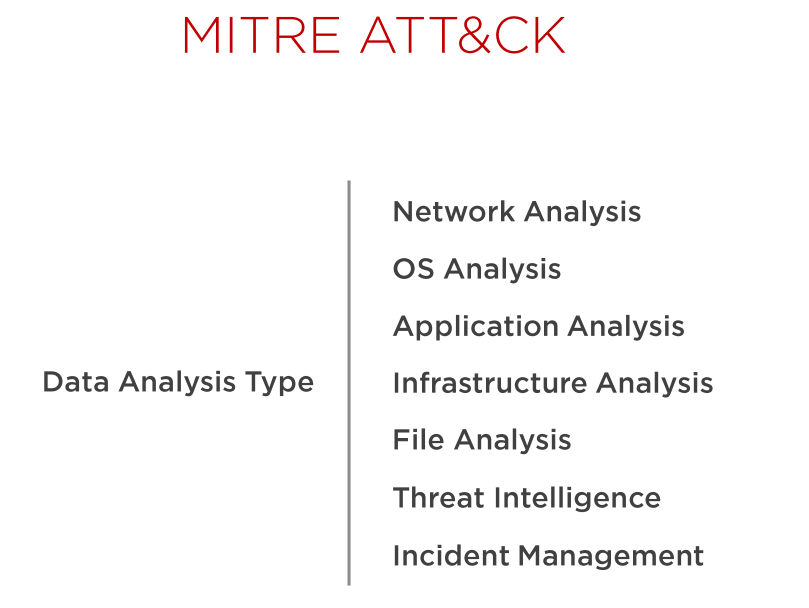 MITRE ATT&CK
Data Analysis Type
Network Analysis
OS Analysis
Application Analysis
Infrastructure Analysis
File Analysis
Threat Intelligence
Incident Management